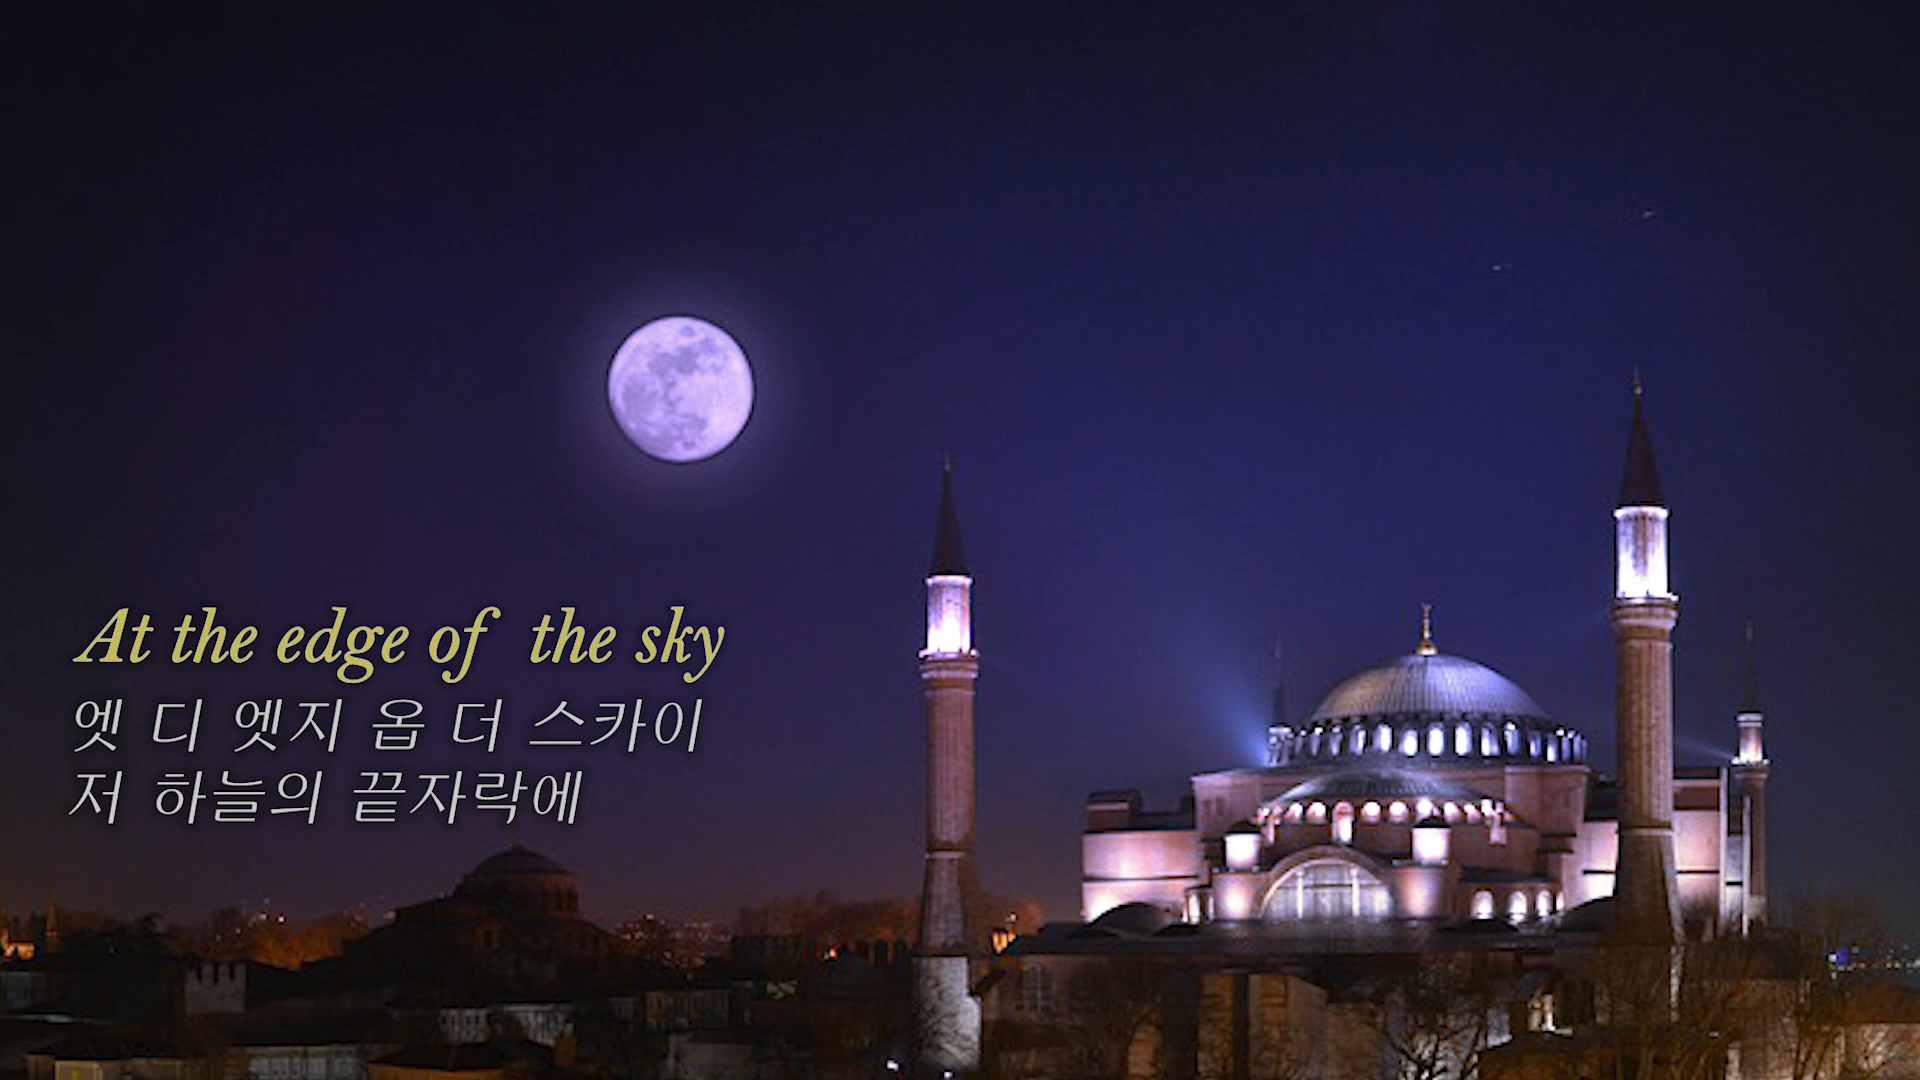 At the edge of the sky
엣 디 엣지 옵 더 스카이
저 하늘의 끝자락에